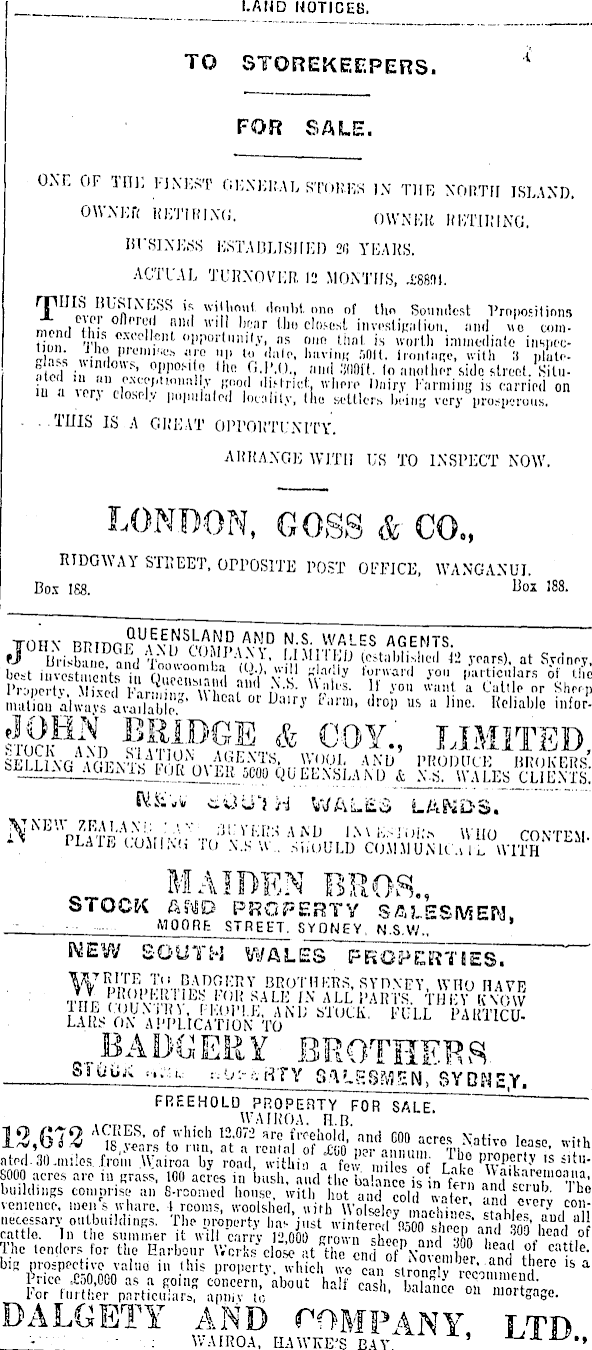 LAND NOTICES.
TO STOREKEEPERS.
FOR SALE.
ONE OF THE FINEST GENERAL STORES IN THE NORTH ISLAND.
OWNER RETIRING. OWNER RETIRING.
BUSINESS ESTABLISHED 26 YEARS.
ACTUAL TURNOVER 12 MONTHS, £8891.
THIS BUSINESS is without doubt one of the Soundest Propositions
ever offered and will bear the closest investigation, and we com-
mend this excellent opportunity, as one that is worth immediate inspec-
tion. The premises are up to date, having 50ft. frontage, with 3 plate-
glass windows, opposite the G.P.O., and 300ft. to another side street. Situ-
ated in an exceptionally good district, where Dairy Farming is carried on
in a very closely populated locality, the settlers being very prosperous.
THIS IS A GREAT OPPORTUNITY.
ARRANGE WITH US TO INSPECT NOW.
LONDON, GOSS & CO.,
RIDGWAY STREET, OPPOSITE POST OFFICE, WANGANUI.
Box 188. Box 188.
QUEENSLAND AND N.S. WALES AGENTS.
JOHN BRIDGE AND COMPANY, LIMITED (established 42 years), at Sydney,
Brisbane, and Toowoomba (Q.), will gladly forward you particulars of the
best investments in Queensland and N.S. Wales. If you want a Cattle or Sheep
Property, Mixed Farming, Wheat or Dairy Farm, drop us a line. Reliable infor-
mation always available.
JOHN BRIDGE & COY., LIMITED,
STOCK AND STATION AGENTS, WOOL AND PRODUCE BROKERS.
SELLING AGENTS FOR OVER 5000 QUEENSLAND & N.S. WALES CLIENTS.
NEW SOUTH WALES LANDS.
NEW ZEALAND BUYERS AND INVESTORS WHO CONTEM-
PLATE COMING TO N.S.W., SHOULD COMMUNICATE WITH
MAIDEN BROS.,
STOCK AND PROPERTY SALESMEN,
MOORE STREET, SYDNEY, N.S.W.,
NEW SOUTH WALES PROPERTIES.
WRITE TO BADGERY BROTHERS, SYDNEY, WHO HAVE
PROPERTIES FOR SALE IN ALL PARTS. THEY KNOW
THE COUNTRY, PEOPLE, AND STOCK. FULL PARTICU-
LARS ON APPLICATION TO
BADGERY BROTHERS
STOCK AND PROPERTY SALESMEN, SYDNEY.
FREEHOLD PROPERTY FOR SALE.
WAIROA, H.B.
12,672 ACRES, of which 12,072 are freehold, and 600 acres Native lease, with
18 years to run, at a rental of £60 per annum. The property is situ-
ated 30 miles from Wairoa by road, within a few miles of Lake Waikaremoana,
8000 acres are in grass, 100 acres in bush, and the balance is in fern and scrub. The
buildings comprise an 8-roomed house, with hot and cold water, and every con-
venience, men's whare, 4 rooms, woolshed, with Wolseley machines, stables, and all
necessary outbuildings. The property has just wintered 9500 sheep and 300 head of
cattle. In the summer it will carry 12,000 grown sheep and 300 head of cattle.
The tenders for the Harbour Works close at the end of November, and there is a
big prospective value in this property, which we can strongly recommend.
Price £50,000 as a going concern, about half cash, balance on mortgage.
For further particulars, apply to
DALGETY AND COMPANY, LTD.,
WAIROA, HAWKE'S BAY.